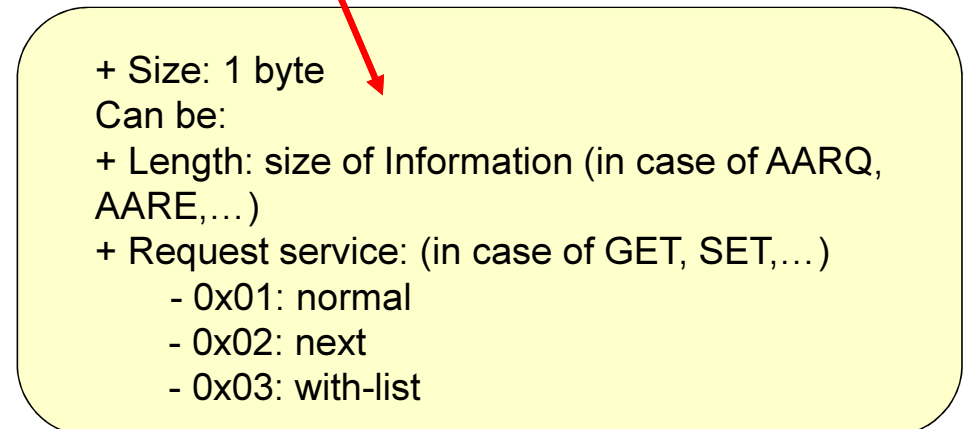 + Size: 1 byte
Can be:
+ Length: size of Information (in case of AARQ,
AARE,…)
+ Request service: (in case of GET, SET,…)
- 0x01: normal
- 0x02: next
- 0x03: with-list